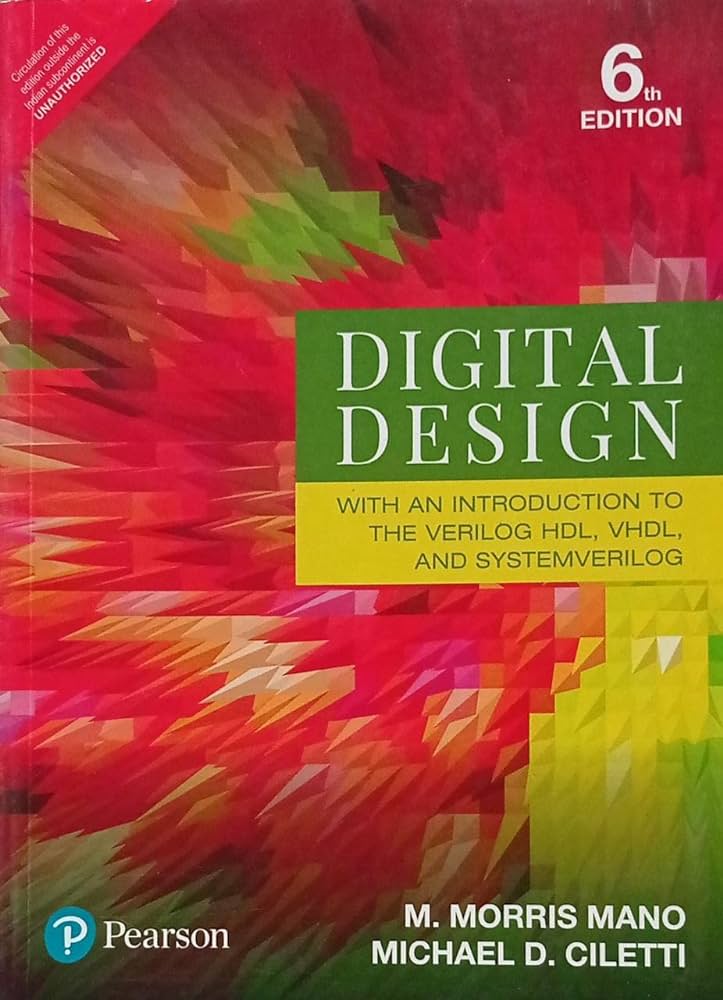 Circulation of this
edition outside the
Indian subcontinent is
UNAUTHORIZED
6th
EDITION
DIGITAL
DESIGN
WITH AN INTRODUCTION TO
THE VERILOG HDL, VHDL,
AND SYSTEMVERILOG
M. MORRIS MANO
MICHAEL D. CILETTI
P Pearson